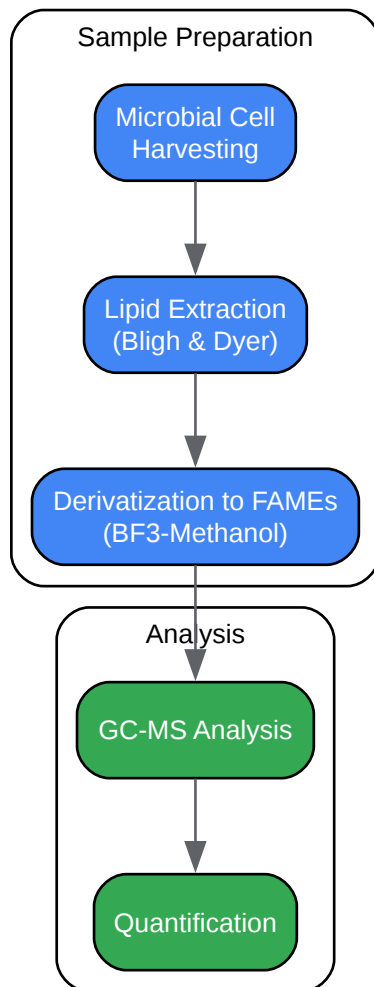 Sample Preparation
Microbial Cell
Harvesting
Lipid Extraction
(Bligh & Dyer)
Derivatization to FAMEs
(BF3-Methanol)
Analysis
GC-MS Analysis
Quantification